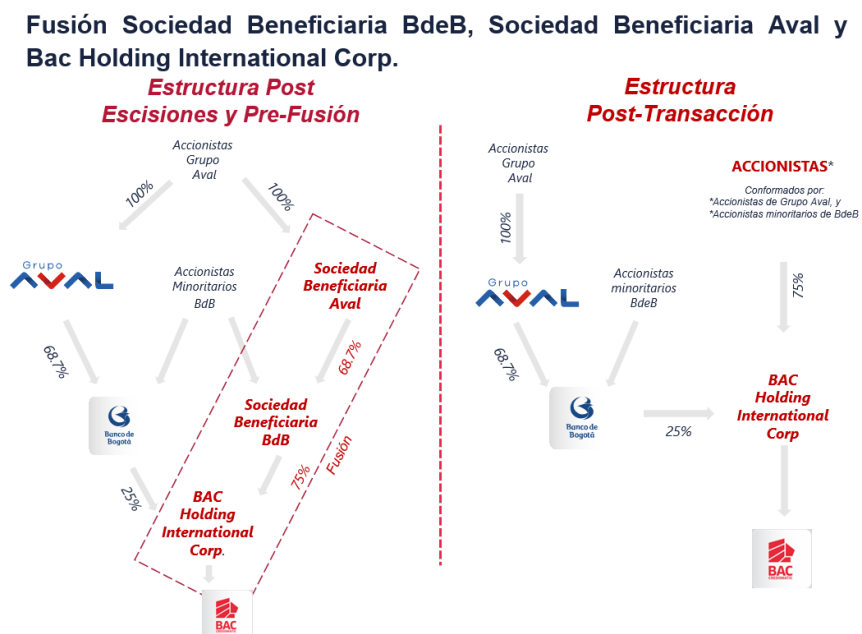 Fusión Sociedad Beneficiaria BdeB, Sociedad Beneficiaria Aval y
Bac Holding International Corp.
Estructura Post
Escisiones y Pre-Fusión
Accionistas
Grupo
Aval
100%
100%
Grupo
AVAL
Accionistas
Minoritarios
BdB
Sociedad
Beneficiaria
Aval
68.7%
68.7%
Banco de
Bogotá
Sociedad
Beneficiaria
BdB
Fusión
75%
25%
BAC
Holding
International
Corp.
BAC
CREDOMATIC
Estructura
Post-Transacción
Accionistas
Grupo
Aval
ACCIONISTAS*
Conformados por:
*Accionistas de Grupo Aval, y
*Accionistas minoritarios de BdeB
100%
75%
Grupo
AVAL
Accionistas
minoritarios
BdeB
68.7%
Banco de
Bogotá
25%
BAC
Holding
International
Corp
BAC
CREDOMATIC